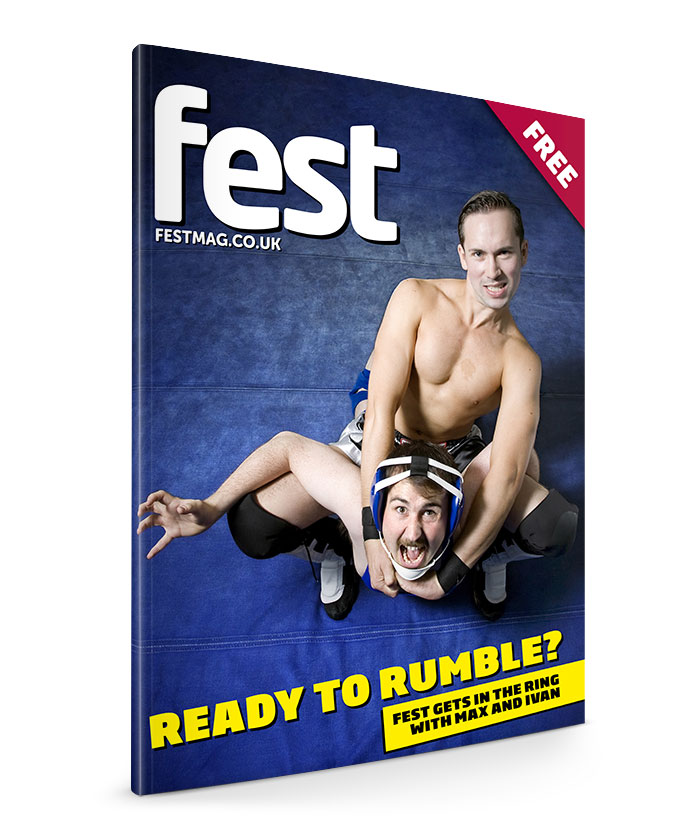 fest
FESTMAG.CO.UK
FREE
READY TO RUMBLE?
FEST GETS IN THE RING
WITH MAX AND IVAN